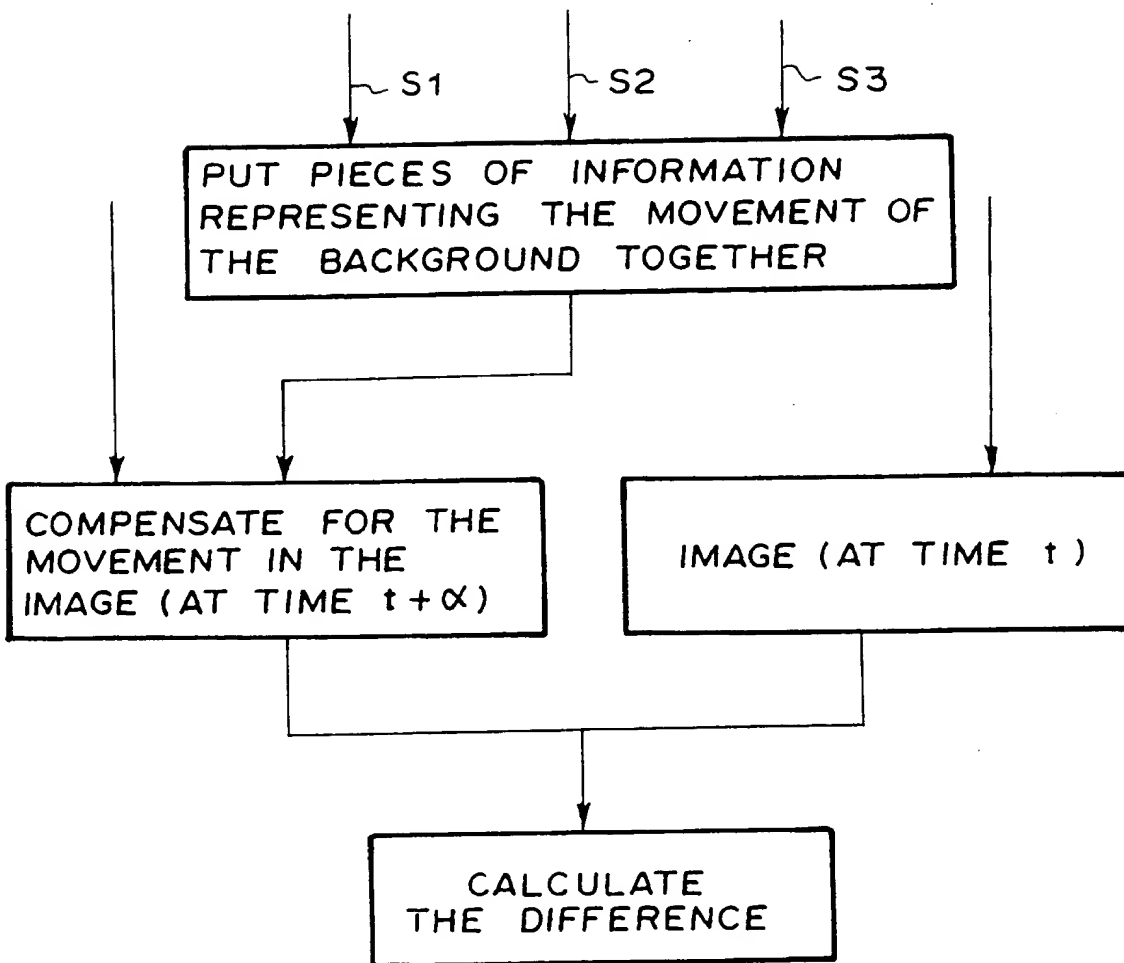 S1
S2
S3
PUT PIECES OF INFORMATION
REPRESENTING THE MOVEMENT OF
THE BACKGROUND TOGETHER
COMPENSATE FOR THE
MOVEMENT IN THE
IMAGE (AT TIME t+α)
IMAGE (AT TIME t)
CALCULATE
THE DIFFERENCE